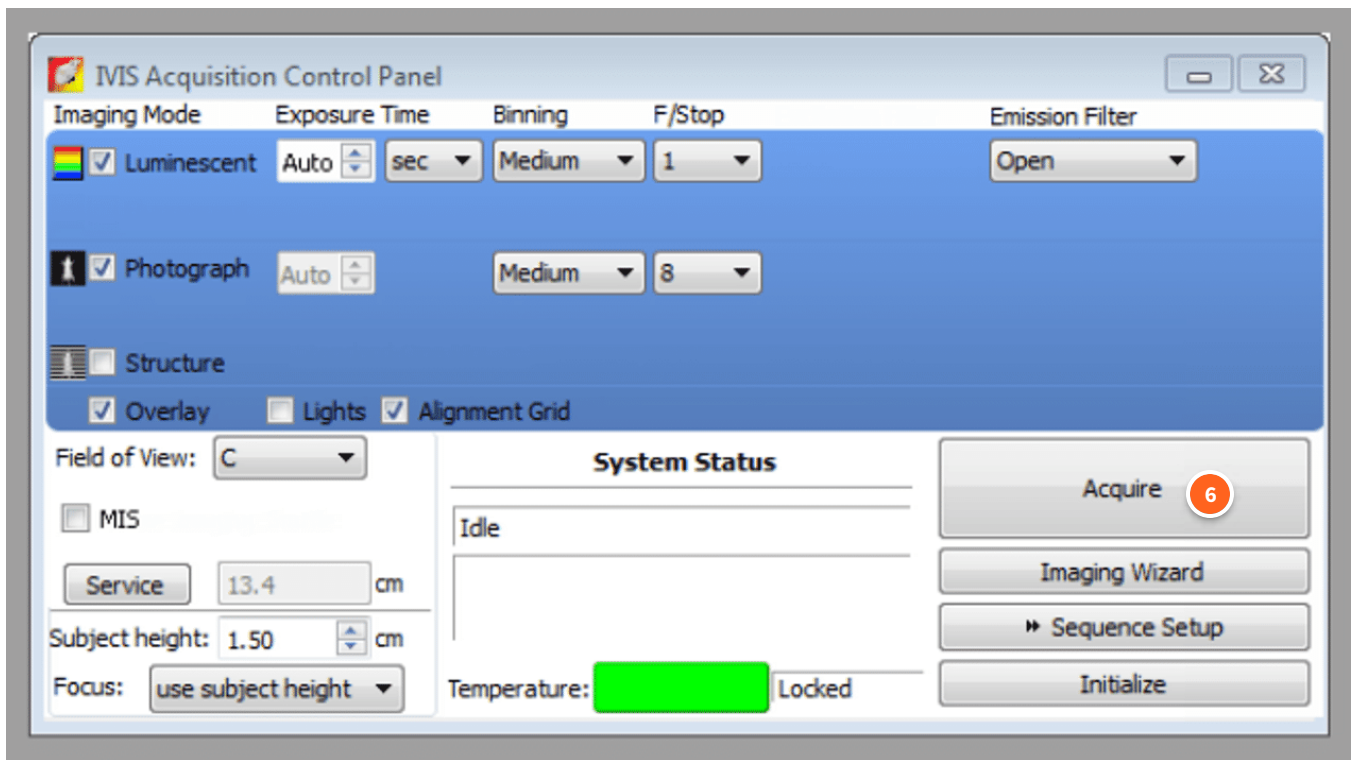 IVIS Acquisition Control Panel
Imaging Mode Exposure Time Binning F/Stop Emission Filter
Luminescent Auto sec Medium 1 Open
Photograph Auto Medium 8
Structure
Overlay Lights Alignment Grid
Field of View: C
System Status
Acquire 6
MIS
Idle
Imaging Wizard
Service 13.4 cm
Sequence Setup
Subject height: 1.50 cm
Focus: use subject height
Temperature: Locked
Initialize